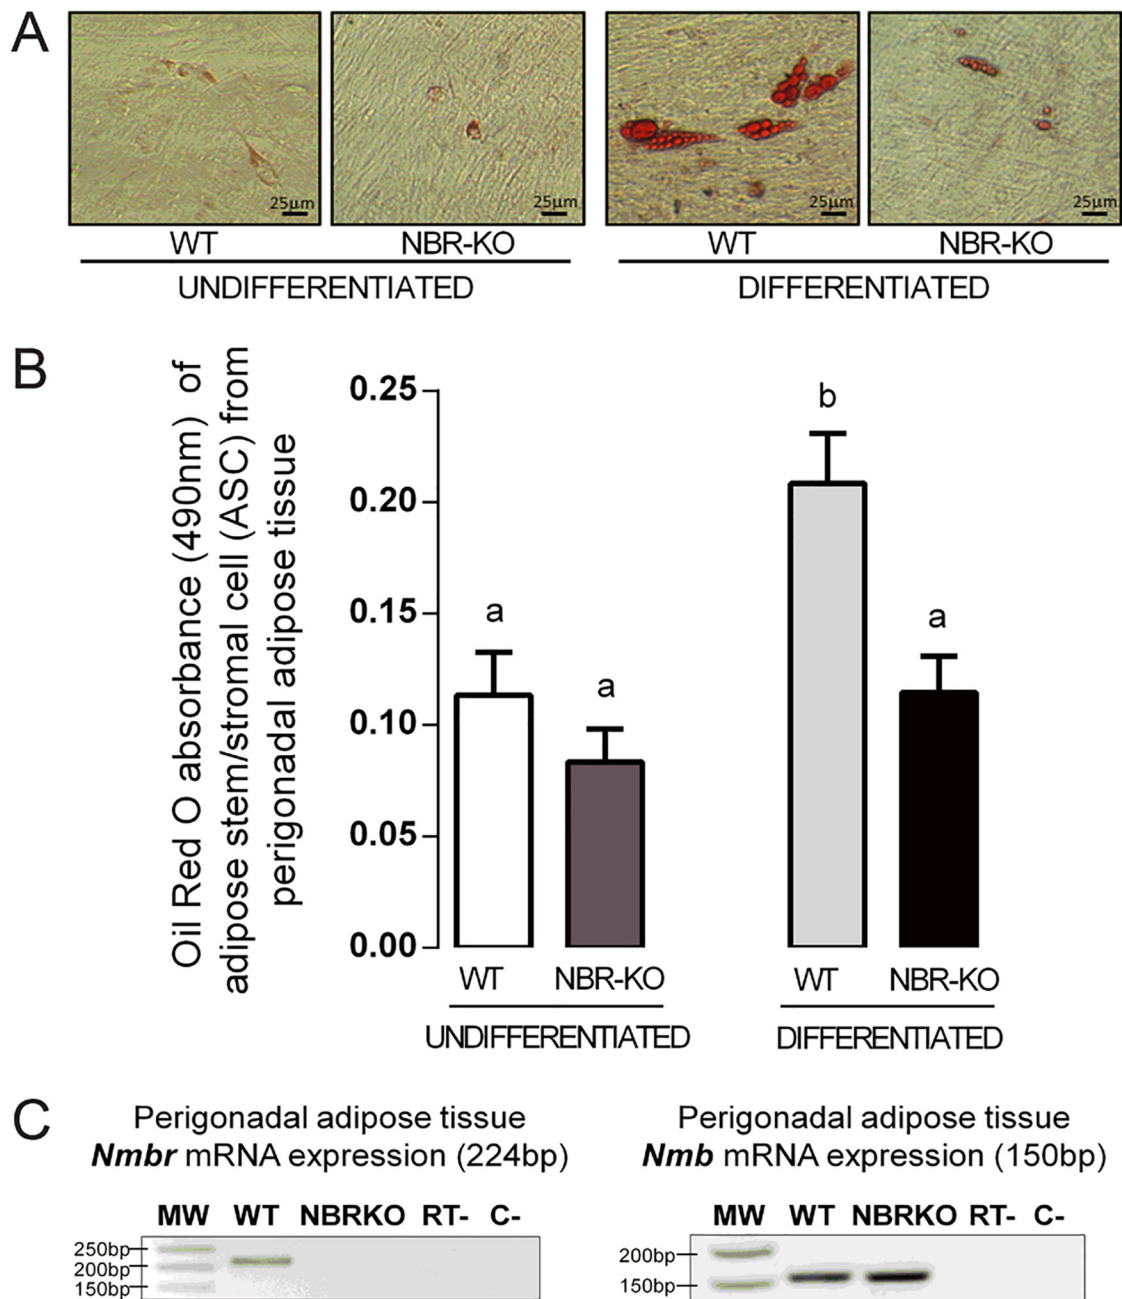 A
25µm
25µm
25µm
25µm
WT
NBR-KO
WT
NBR-KO
UNDIFFERENTIATED
DIFFERENTIATED
B
Oil Red O absorbance (490nm) of
adipose stem/stromal cell (ASC) from
perigonadal adipose tissue
0.25
0.20
0.15
0.10
0.05
0.00
a
a
b
a
WT
NBR-KO
WT
NBR-KO
UNDIFFERENTIATED
DIFFERENTIATED
C
Perigonadal adipose tissue
Nmbr mRNA expression (224bp)
MW WT NBRKO RT- C-
250bp
200bp
150bp
Perigonadal adipose tissue
Nmb mRNA expression (150bp)
MW WT NBRKO RT- C-
200bp
150bp